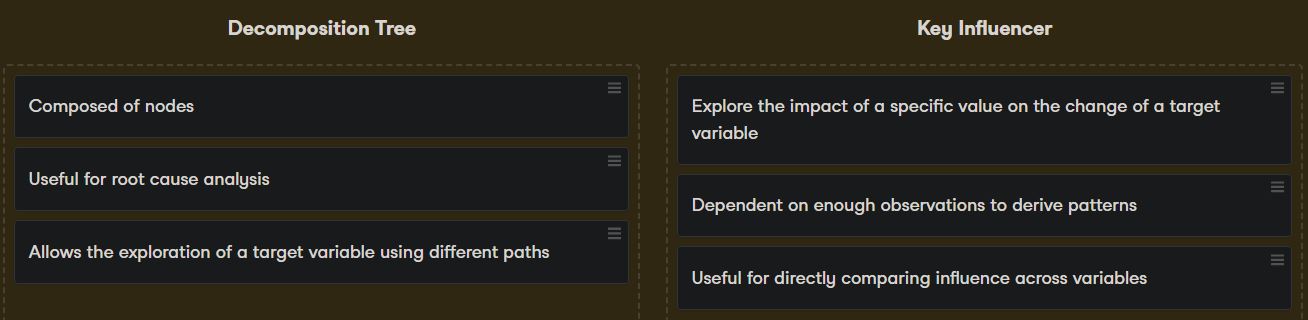 Decomposition Tree
Composed of nodes
Useful for root cause analysis
Allows the exploration of a target variable using different paths
Key Influencer
Explore the impact of a specific value on the change of a target
variable
Dependent on enough observations to derive patterns
Useful for directly comparing influence across variables